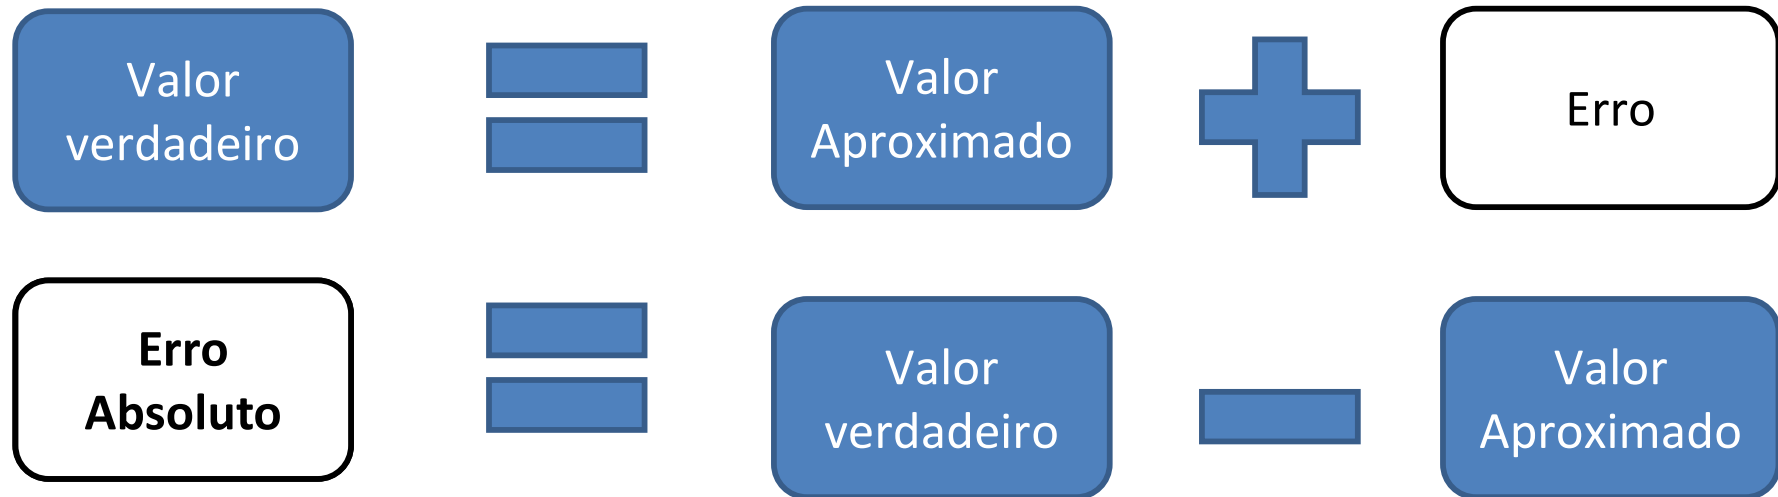 Valor
verdadeiro
Valor
Aproximado
Erro
Erro
Absoluto
Valor
verdadeiro
Valor
Aproximado